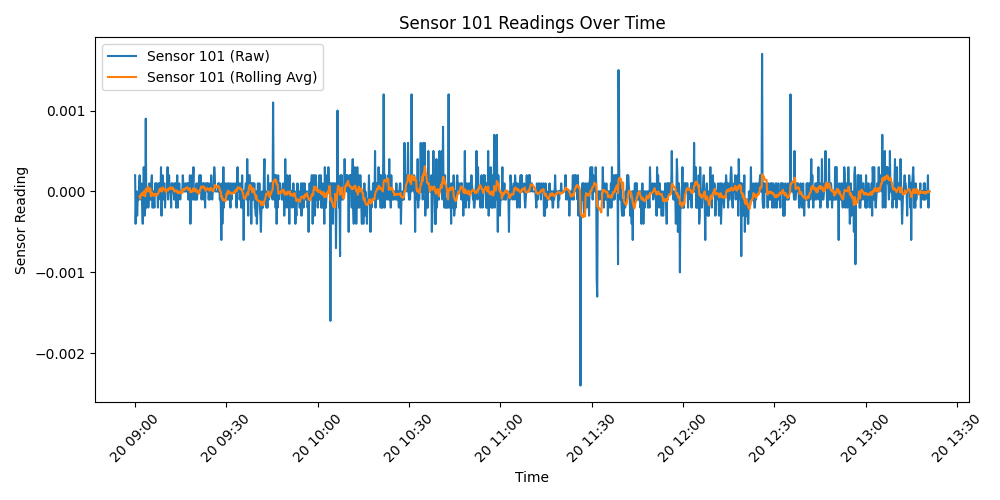 Sensor 101 Readings Over Time
Sensor 101 (Raw)
Sensor 101 (Rolling Avg)
Sensor Reading
0.001
0.000
−0.001
−0.002
20 09:00
20 09:30
20 10:00
20 10:30
20 11:00
20 11:30
20 12:00
20 12:30
20 13:00
20 13:30
Time